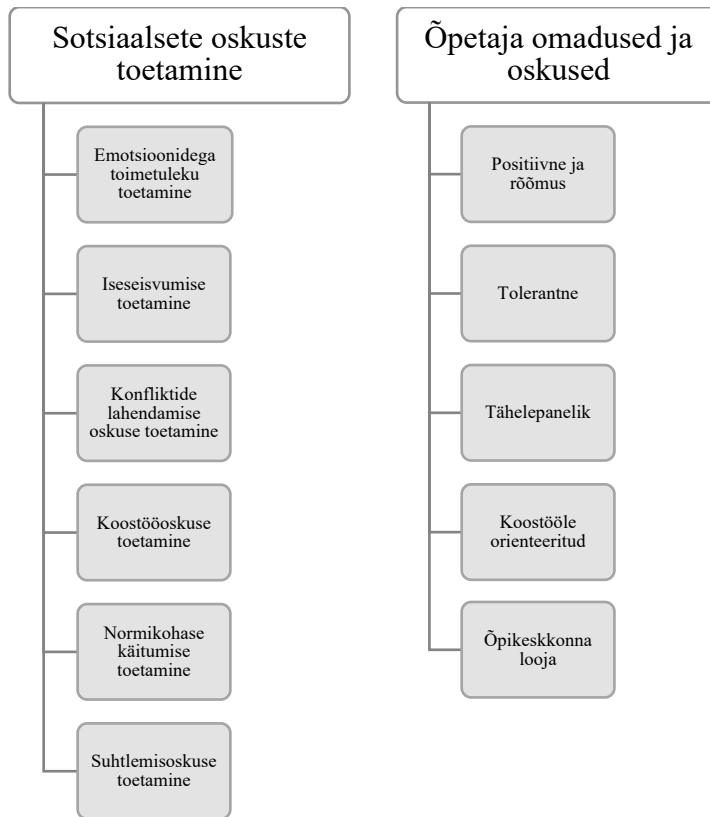 Sotsiaalsete oskuste
toetamine
Emotsioonidega
toimetuleku
toetamine
Iseseisvumise
toetamine
Konfliktide
lahendamise
oskuse toetamine
Koostööoskuse
toetamine
Normikohase
käitumise
toetamine
Suhtlemisoskuse
toetamine
Õpetaja omadused ja
oskused
Positiivne ja
rõõmus
Tolerantne
Tähelepanelik
Koostööle
orienteeritud
Õpikeskkonna
looja